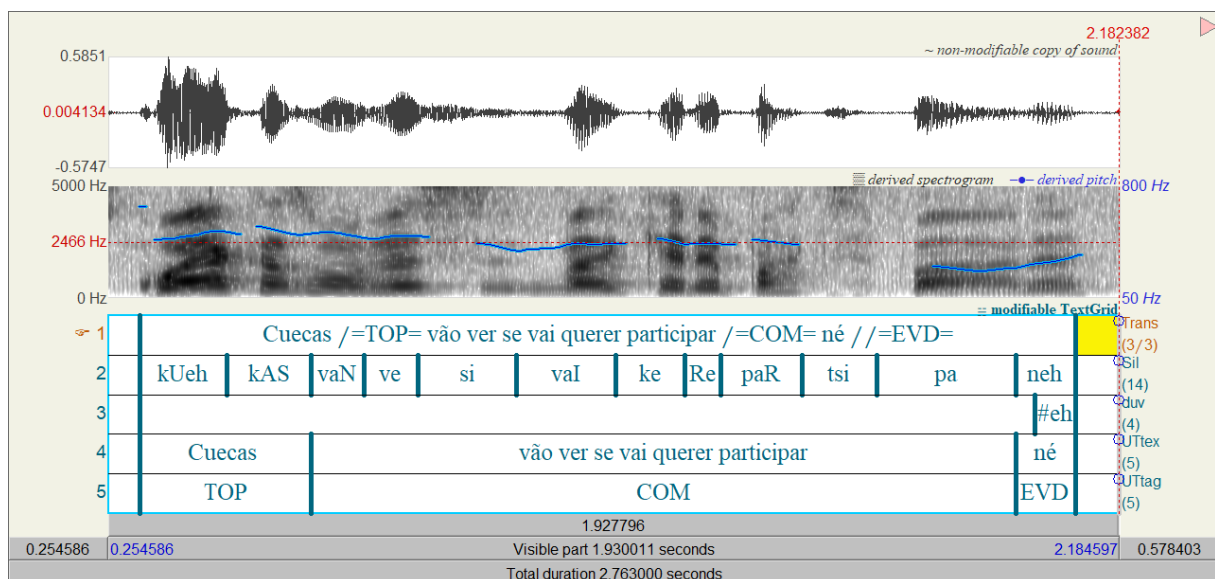 2.182382
0.5851
~ non-modifiable copy of sound
0.004134
-0.5747
5000 Hz
derived spectrogram derived pitch
800 Hz
2466 Hz
0 Hz
50 Hz
modifiable TextGrid
1 Cuecas /=TOP= vão ver se vai querer participar /=COM= né //=EVD= Trans (3/3)
2 kUeh kAS vaN ve si vaI ke Re paR tsi pa neh Sil (14)
3 #eh duv (4)
4 Cuecas vão ver se vai querer participar né UTtex (5)
5 TOP COM EVD UTtag (5)
1.927796
0.254586 0.254586 Visible part 1.930011 seconds 2.184597 0.578403
Total duration 2.763000 seconds